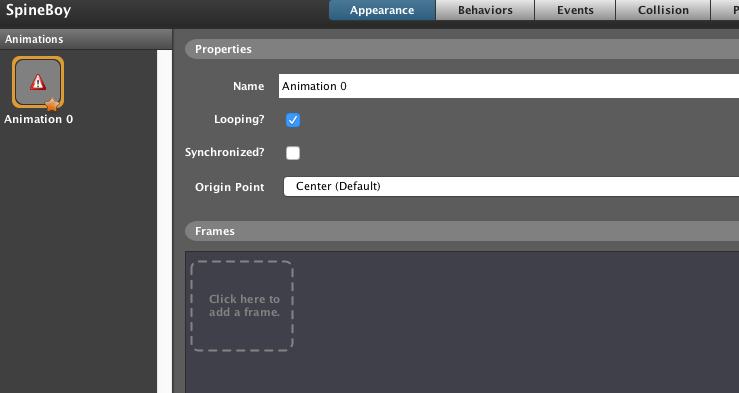 SpineBoy
Appearance
Behaviors
Events
Collision
P
Animations
Animation 0
Properties
Name
Animation 0
Looping?
Synchronized?
Origin Point
Center (Default)
Frames
Click here to
add a frame.